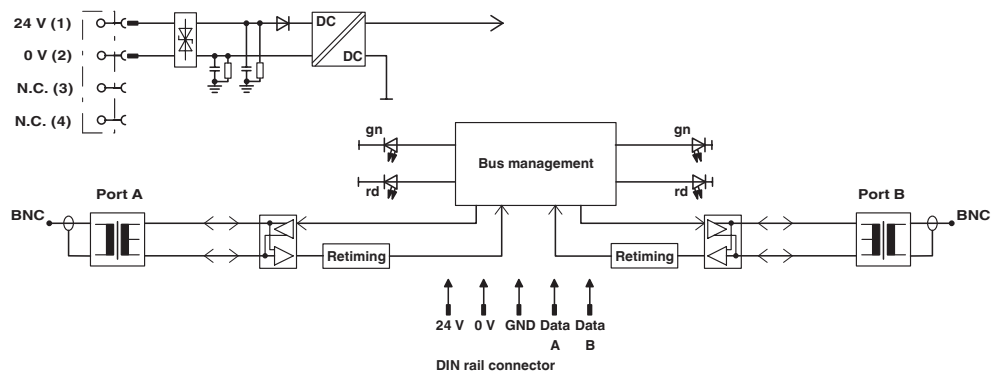 24 V (1)
0 V (2)
N.C. (3)
N.C. (4)
DC
DC
gn
gn
Bus management
rd
rd
Port A
Port B
BNC
BNC
Retiming
Retiming
24 V 0 V GND Data Data
A B
DIN rail connector